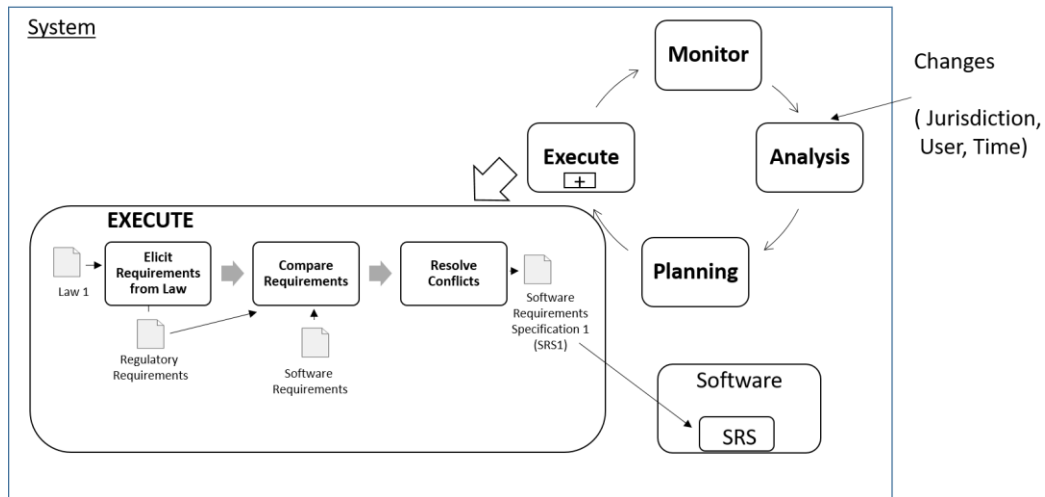 System
Monitor
Changes
( Jurisdiction,
User, Time)
Execute
+
Analysis
Planning
EXECUTE
Elicit
Requirements
from Law
Compare
Requirements
Resolve
Conflicts
Law 1
Software
Requirements
Specification 1
(SRS1)
Regulatory
Requirements
Software
Requirements
Software
SRS